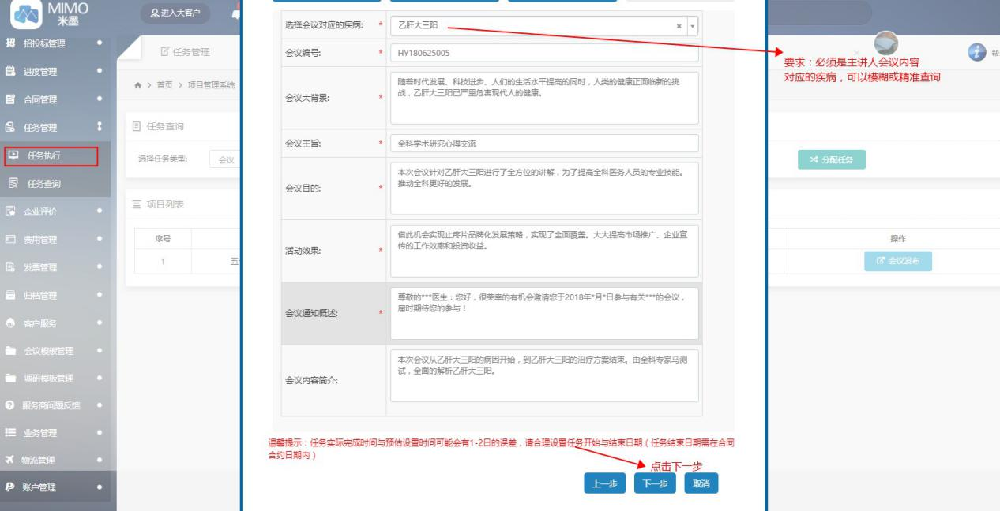 MIMO
米墨
进入大客户
招投标管理
进度管理
合同管理
任务管理
任务执行
任务查询
企业评价
费用管理
发票管理
归档管理
客户服务
会议模板管理
调研模板管理
服务商问题反馈
业务管理
物流管理
账户管理
任务管理
首页 > 项目管理系统
任务查询
选择任务类型:
会议
项目列表
序号
1
选择会议对应的疾病: *
乙肝大三阳
会议编号: *
HY180625005
会议大背景: *
随着时代发展、科技进步、人们的生活水平提高的同时，人类的健康正面临新的挑
战，乙肝大三阳已严重危害现代人的健康。
会议主旨: *
全科学术研究心得交流
会议目的: *
本次会议针对乙肝大三阳进行了全方位的讲解，为了提高全科医务人员的专业技能。
推动全科更好的发展。
活动效果: *
借此机会实现止疼片品牌化发展策略，实现了全面覆盖。大大提高市场推广、企业宣
传的工作效率和投资收益。
会议通知概述: *
尊敬的***医生：您好，很荣幸的有机会邀请您于2018年*月*日参与有关***的会议，
届时期待您的参与！
会议内容简介:
本次会议从乙肝大三阳的病因开始，到乙肝大三阳的治疗方案结束。由全科专家马测
试，全面的解析乙肝大三阳。
温馨提示：任务实际完成时间与预估设置时间可能会有1-2日的误差，请合理设置任务开始与结束日期（任务结束日期需在合同
合约日期内）
点击下一步
上一步
下一步
取消
要求：必须是主讲人会议内容
对应的疾病，可以模糊或精准查询
分配任务
操作
会议发布